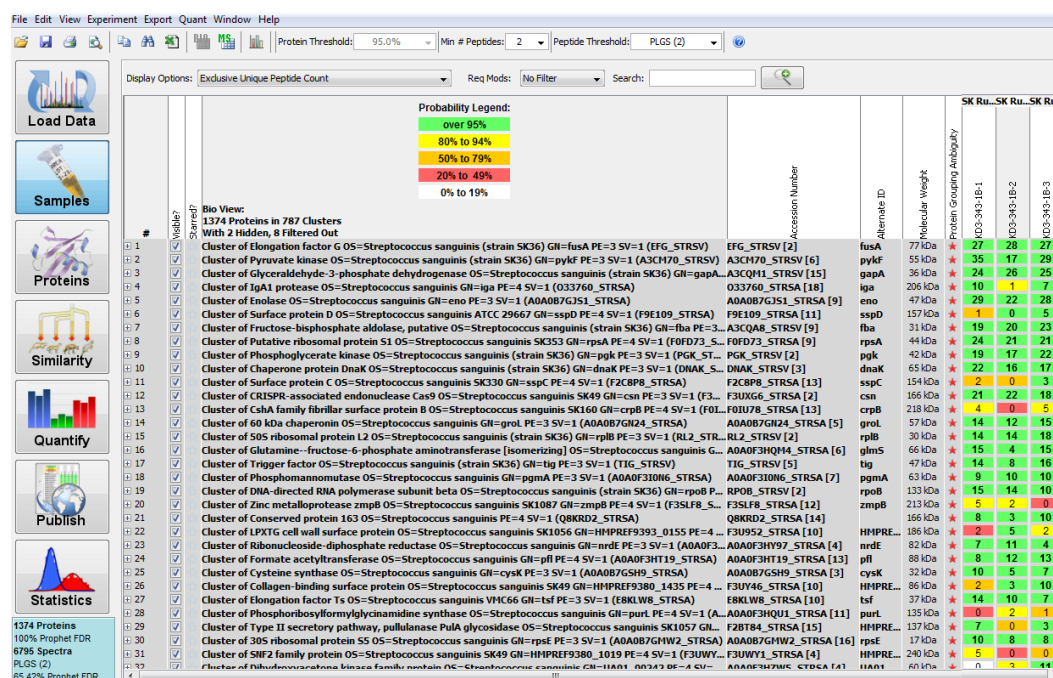 File Edit View Experiment Export Quant Window Help
Protein Threshold: 95.0% Min # Peptides: 2 Peptide Threshold: PLGS (2)
Load Data
Samples
Proteins
Similarity
Quantify
Publish
Statistics
1374 Proteins
100% Prophet FDR
6795 Spectra
PLGS (2)
65.42% Prophet FDR
Display Options: Exclusive Unique Peptide Count Req Mods: No Filter Search:
Probability Legend:
over 95%
80% to 94%
50% to 79%
20% to 49%
0% to 19%
Bio View:
1374 Proteins in 787 Clusters
With 2 Hidden, 8 Filtered Out
# Visible? Starred? Accession Number Alternate ID Molecular Weight Protein Grouping Ambiguity
SK Ru... SK Ru... SK Ru
KD3-343-1B-1 KD3-343-1B-2 KD3-343-1B-3
1 Cluster of Elongation factor G OS=Streptococcus sanguinis (strain SK36) GN=fusA PE=3 SV=1 (EFG_STRSV) EFG_STRSV [2] fusA 77 kDa 27 28 27
2 Cluster of Pyruvate kinase OS=Streptococcus sanguinis (strain SK36) GN=pykF PE=3 SV=1 (A3CM70_STRSV) A3CM70_STRSV [6] pykF 55 kDa 35 17 29
3 Cluster of Glyceraldehyde-3-phosphate dehydrogenase OS=Streptococcus sanguinis (strain SK36) GN=gapA... A3CQM1_STRSV [15] gapA 36 kDa 24 26 25
4 Cluster of IgA1 protease OS=Streptococcus sanguinis GN=iga PE=4 SV=1 (O33760_STRSA) O33760_STRSA [18] iga 206 kDa 10 1 7
5 Cluster of Enolase OS=Streptococcus sanguinis GN=eno PE=3 SV=1 (A0A0B7GJS1_STRSA) A0A0B7GJS1_STRSA [9] eno 47 kDa 29 22 28
6 Cluster of Surface protein D OS=Streptococcus sanguinis ATCC 29667 GN=sspD PE=4 SV=1 (F9E109_STRSA) F9E109_STRSA [11] sspD 157 kDa 1 0 5
7 Cluster of Fructose-bisphosphate aldolase, putative OS=Streptococcus sanguinis (strain SK36) GN=fba PE=3... A3CQA8_STRSV [9] fba 31 kDa 19 20 23
8 Cluster of Putative ribosomal protein S1 OS=Streptococcus sanguinis SK353 GN=rpsA PE=4 SV=1 (F0FD73_S... F0FD73_STRSA [9] rpsA 44 kDa 24 21 21
9 Cluster of Phosphoglycerate kinase OS=Streptococcus sanguinis (strain SK36) GN=pgk PE=3 SV=1 (PGK_ST... PGK_STRSV [2] pgk 42 kDa 19 17 22
10 Cluster of Chaperone protein DnaK OS=Streptococcus sanguinis (strain SK36) GN=dnaK PE=3 SV=1 (DNAK_S... DNAK_STRSV [3] dnaK 65 kDa 22 16 17
11 Cluster of Surface protein C OS=Streptococcus sanguinis SK330 GN=sspC PE=4 SV=1 (F2C8P8_STRSA) F2C8P8_STRSA [13] sspC 154 kDa 2 0 3
12 Cluster of CRISPR-associated endonuclease Cas9 OS=Streptococcus sanguinis SK49 GN=csn PE=3 SV=1 (F3... F3UXG6_STRSA [2] csn 166 kDa 21 22 18
13 Cluster of CshA family fibrillar surface protein B OS=Streptococcus sanguinis SK160 GN=crpB PE=4 SV=1 (F0I... F0IU78_STRSA [13] crpB 218 kDa 4 0 5
14 Cluster of 60 kDa chaperonin OS=Streptococcus sanguinis GN=groL PE=3 SV=1 (A0A0B7GN24_STRSA) A0A0B7GN24_STRSA [5] groL 57 kDa 14 12 15
15 Cluster of 50S ribosomal protein L2 OS=Streptococcus sanguinis (strain SK36) GN=rplB PE=3 SV=1 (RL2_STR... RL2_STRSV [2] rplB 30 kDa 14 14 18
16 Cluster of Glutamine--fructose-6-phosphate aminotransferase [isomerizing] OS=Streptococcus sanguinis G... A0A0F3HQM4_STRSA [6] glmS 66 kDa 15 4 15
17 Cluster of Trigger factor OS=Streptococcus sanguinis (strain SK36) GN=tig PE=3 SV=1 (TIG_STRSV) TIG_STRSV [5] tig 47 kDa 14 8 16
18 Cluster of Phosphomannomutase OS=Streptococcus sanguinis GN=pgmA PE=3 SV=1 (A0A0F3I0N6_STRSA) A0A0F3I0N6_STRSA [7] pgmA 63 kDa 9 10 10
19 Cluster of DNA-directed RNA polymerase subunit beta OS=Streptococcus sanguinis (strain SK36) GN=rpoB P... RPOB_STRSV [2] rpoB 133 kDa 15 14 10
20 Cluster of Zinc metalloprotease zmpB OS=Streptococcus sanguinis SK1087 GN=zmpB PE=4 SV=1 (F3SLF8_S... F3SLF8_STRSA [12] zmpB 213 kDa 5 2 0
21 Cluster of Conserved protein 163 OS=Streptococcus sanguinis PE=4 SV=1 (Q8KRD2_STRSA) Q8KRD2_STRSA [14] 166 kDa 8 3 10
22 Cluster of LPXTG cell wall surface protein OS=Streptococcus sanguinis SK1056 GN=HMPREF9393_0155 PE=4 ... F3U952_STRSA [10] HMPRE... 186 kDa 2 5 2
23 Cluster of Ribonucleoside-diphosphate reductase OS=Streptococcus sanguinis GN=nrdE PE=3 SV=1 (A0A0F3... A0A0F3HY97_STRSA [4] nrdE 82 kDa 7 11 4
24 Cluster of Formate acetyltransferase OS=Streptococcus sanguinis GN=pfl PE=4 SV=1 (A0A0F3HT19_STRSA) A0A0F3HT19_STRSA [13] pfl 88 kDa 8 12 13
25 Cluster of Cysteine synthase OS=Streptococcus sanguinis GN=cysK PE=3 SV=1 (A0A0B7GSH9_STRSA) A0A0B7GSH9_STRSA [3] cysK 32 kDa 10 5 7
26 Cluster of Collagen-binding surface protein OS=Streptococcus sanguinis SK49 GN=HMPREF9380_1435 PE=4 ... F3UY46_STRSA [10] HMPRE... 86 kDa 2 3 10
27 Cluster of Elongation factor Ts OS=Streptococcus sanguinis VMC66 GN=tsf PE=3 SV=1 (E8KLW8_STRSA) E8KLW8_STRSA [10] tsf 37 kDa 14 10 7
28 Cluster of Phosphoribosylformylglycinamidine synthase OS=Streptococcus sanguinis GN=purL PE=4 SV=1 (A... A0A0F3HQU1_STRSA [11] purL 135 kDa 0 2 1
29 Cluster of Type II secretory pathway, pullulanase PulA glycosidase OS=Streptococcus sanguinis SK1057 GN... F2BT84_STRSA [15] HMPRE... 137 kDa 7 0 3
30 Cluster of 30S ribosomal protein S5 OS=Streptococcus sanguinis GN=rpsE PE=3 SV=1 (A0A0B7GMW2_STRSA) A0A0B7GMW2_STRSA [16] rpsE 17 kDa 10 8 8
31 Cluster of SNF2 family protein OS=Streptococcus sanguinis SK49 GN=HMPREF9380_1019 PE=4 SV=1 (F3UWY... F3UWY1_STRSA [4] HMPRE... 240 kDa 5 0 0
32 Cluster of Dihydroxyacetone kinase family protein OS=Streptococcus sanguinis 60 kDa 0 3 11